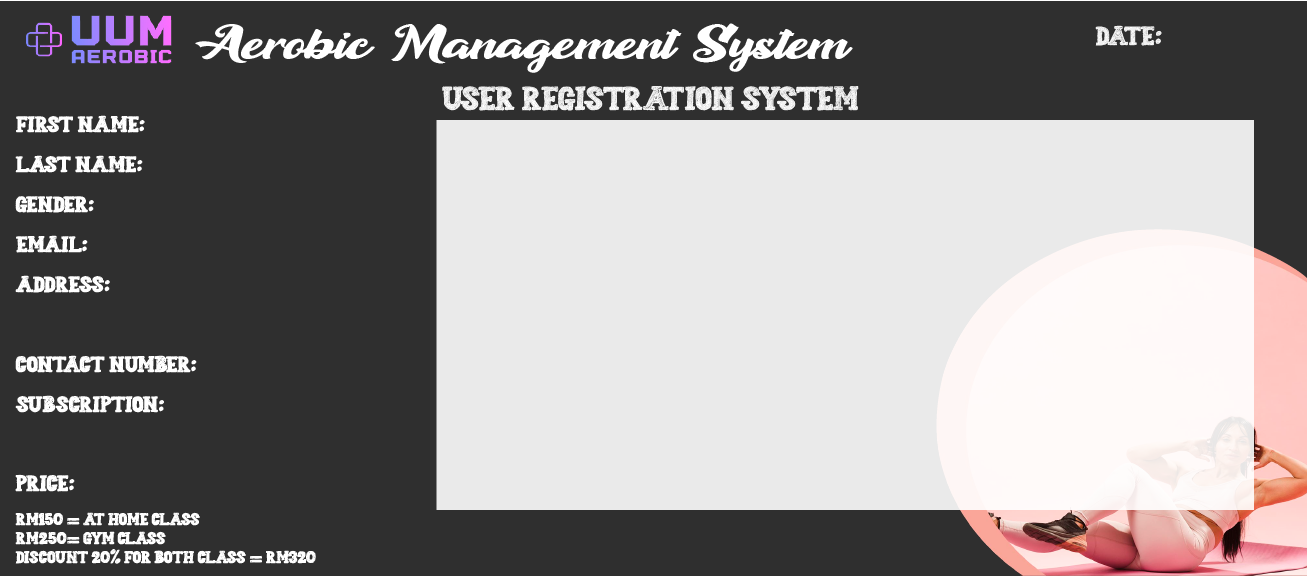 UUM
AEROBIC
Aerobic Management System
DATE:
USER REGISTRATION SYSTEM
FIRST NAME:
LAST NAME:
GENDER:
EMAIL:
ADDRESS:
CONTACT NUMBER:
SUBSCRIPTION:
PRICE:
RM150 = AT HOME CLASS
RM250= GYM CLASS
DISCOUNT 20% FOR BOTH CLASS = RM320